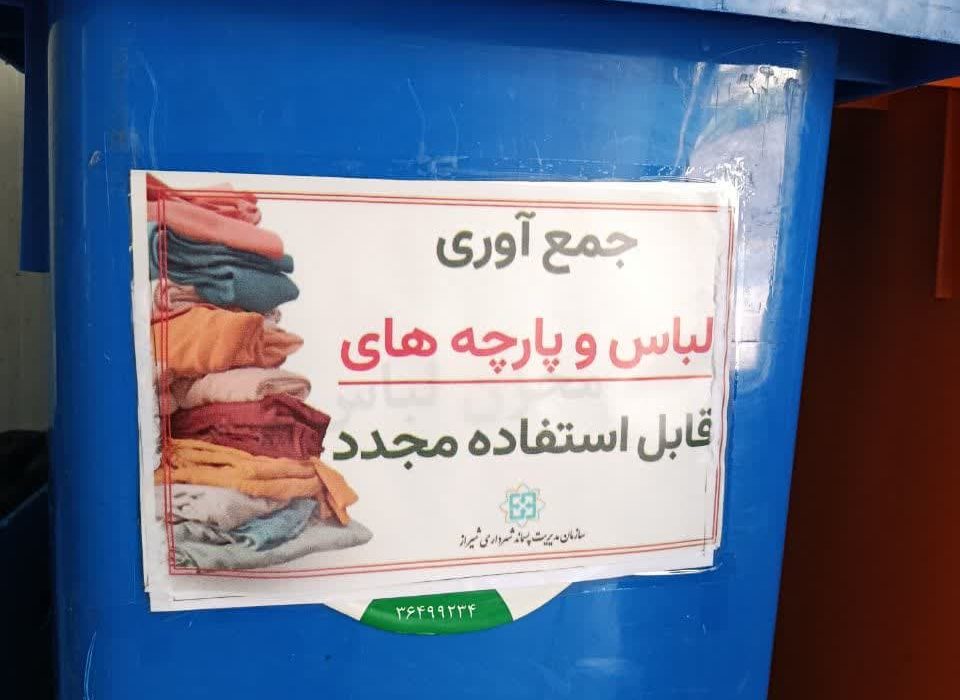 جمع آوری
لباس و پارچه های
قابل استفاده مجدد
سازمان مدیریت پسماند شهرداری شیراز
۳۶۴۹۹۲۳۴